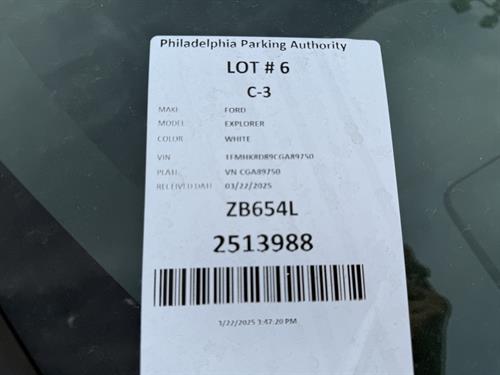 Philadelphia Parking Authority
LOT # 6
C-3
MAKE FORD
MODEL EXPLORER
COLOR WHITE
VIN 1FMHK8D89CGA89750
PLATE VN CGA89750
RECEIVED DATE 03/22/2025
ZB654L
2513988
3/22/2025 3:47:20 PM